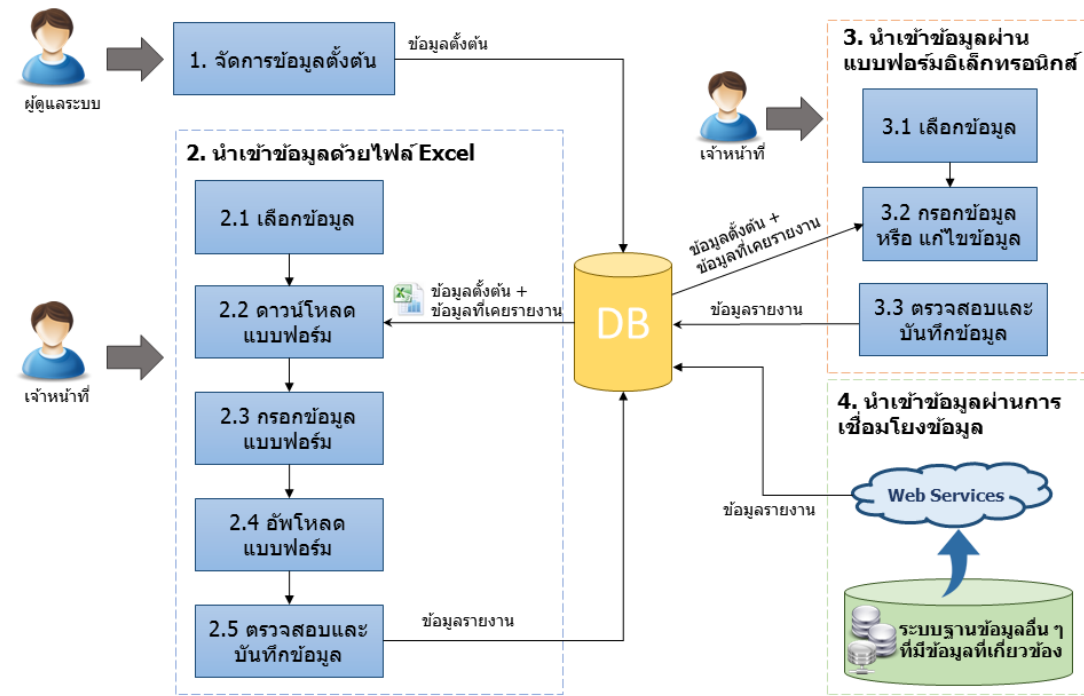 ผู้ดูแลระบบ
1. จัดการข้อมูลตั้งต้น
ข้อมูลตั้งต้น
2. นำเข้าข้อมูลด้วยไฟล์ Excel
เจ้าหน้าที่
2.1 เลือกข้อมูล
2.2 ดาวน์โหลด
แบบฟอร์ม
ข้อมูลตั้งต้น +
ข้อมูลที่เคยรายงาน
2.3 กรอกข้อมูล
แบบฟอร์ม
2.4 อัพโหลด
แบบฟอร์ม
2.5 ตรวจสอบและ
บันทึกข้อมูล
ข้อมูลรายงาน
DB
3. นำเข้าข้อมูลผ่าน
แบบฟอร์มอิเล็กทรอนิกส์
เจ้าหน้าที่
3.1 เลือกข้อมูล
3.2 กรอกข้อมูล
หรือ แก้ไขข้อมูล
ข้อมูลตั้งต้น +
ข้อมูลที่เคยรายงาน
3.3 ตรวจสอบและ
บันทึกข้อมูล
ข้อมูลรายงาน
4. นำเข้าข้อมูลผ่านการ
เชื่อมโยงข้อมูล
Web Services
ข้อมูลรายงาน
ระบบฐานข้อมูลอื่น ๆ
ที่มีข้อมูลที่เกี่ยวข้อง